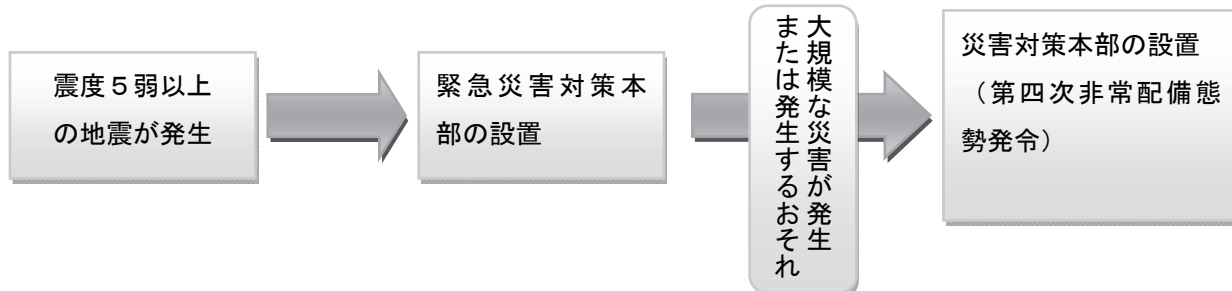 震度５弱以上
の地震が発生
緊急災害対策本
部の設置
大規模な災害が発生
または発生するおそれ
災害対策本部の設置
（第四次非常配備態
勢発令）